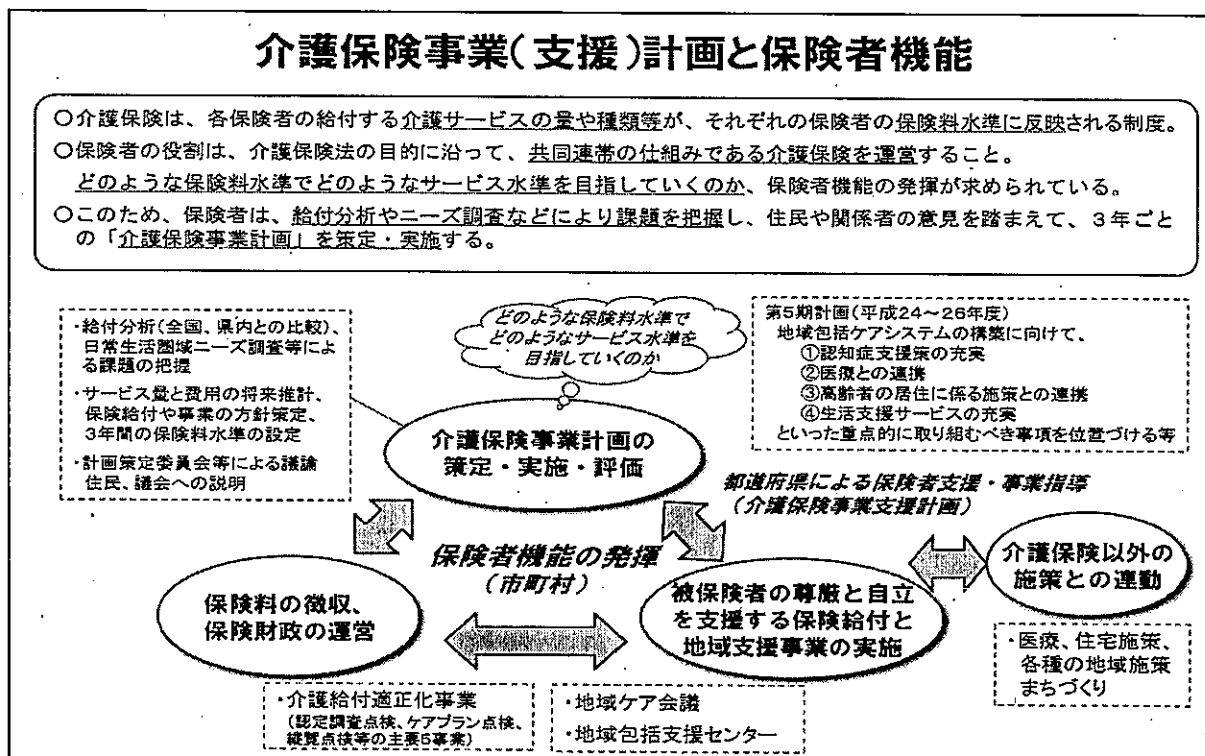 介護保険事業(支援)計画と保険者機能
○介護保険は、各保険者の給付する介護サービスの量や種類等が、それぞれの保険者の保険料水準に反映される制度。
○保険者の役割は、介護保険法の目的に沿って、共同連帯の仕組みである介護保険を運営すること。
どのような保険料水準でどのようなサービス水準を目指していくのか、保険者機能の発揮が求められている。
○このため、保険者は、給付分析やニーズ調査などにより課題を把握し、住民や関係者の意見を踏まえて、3年ごと
の「介護保険事業計画」を策定・実施する。
・給付分析(全国、県内との比較)、
日常生活圏域ニーズ調査等によ
る課題の把握
・サービス量と費用の将来推計、
保険給付や事業の方針策定、
3年間の保険料水準の設定
・計画策定委員会等による議論
住民、議会への説明
どのような保険料水準で
どのようなサービス水準を
目指していくのか
第5期計画(平成24~26年度)
地域包括ケアシステムの構築に向けて、
①認知症支援策の充実
②医療との連携
③高齢者の居住に係る施策との連携
④生活支援サービスの充実
といった重点的に取り組むべき事項を位置づける等
介護保険事業計画の
策定・実施・評価
都道府県による保険者支援・事業指導
(介護保険事業支援計画)
保険者機能の発揮
(市町村)
保険料の徴収、
保険財政の運営
被保険者の尊厳と自立
を支援する保険給付と
地域支援事業の実施
介護保険以外の
施策との連動
・介護給付適正化事業
(認定調査点検、ケアプラン点検、
縦覧点検等の主要5事業)
・地域ケア会議
・地域包括支援センター
・医療、住宅施策、
各種の地域施策
まちづくり